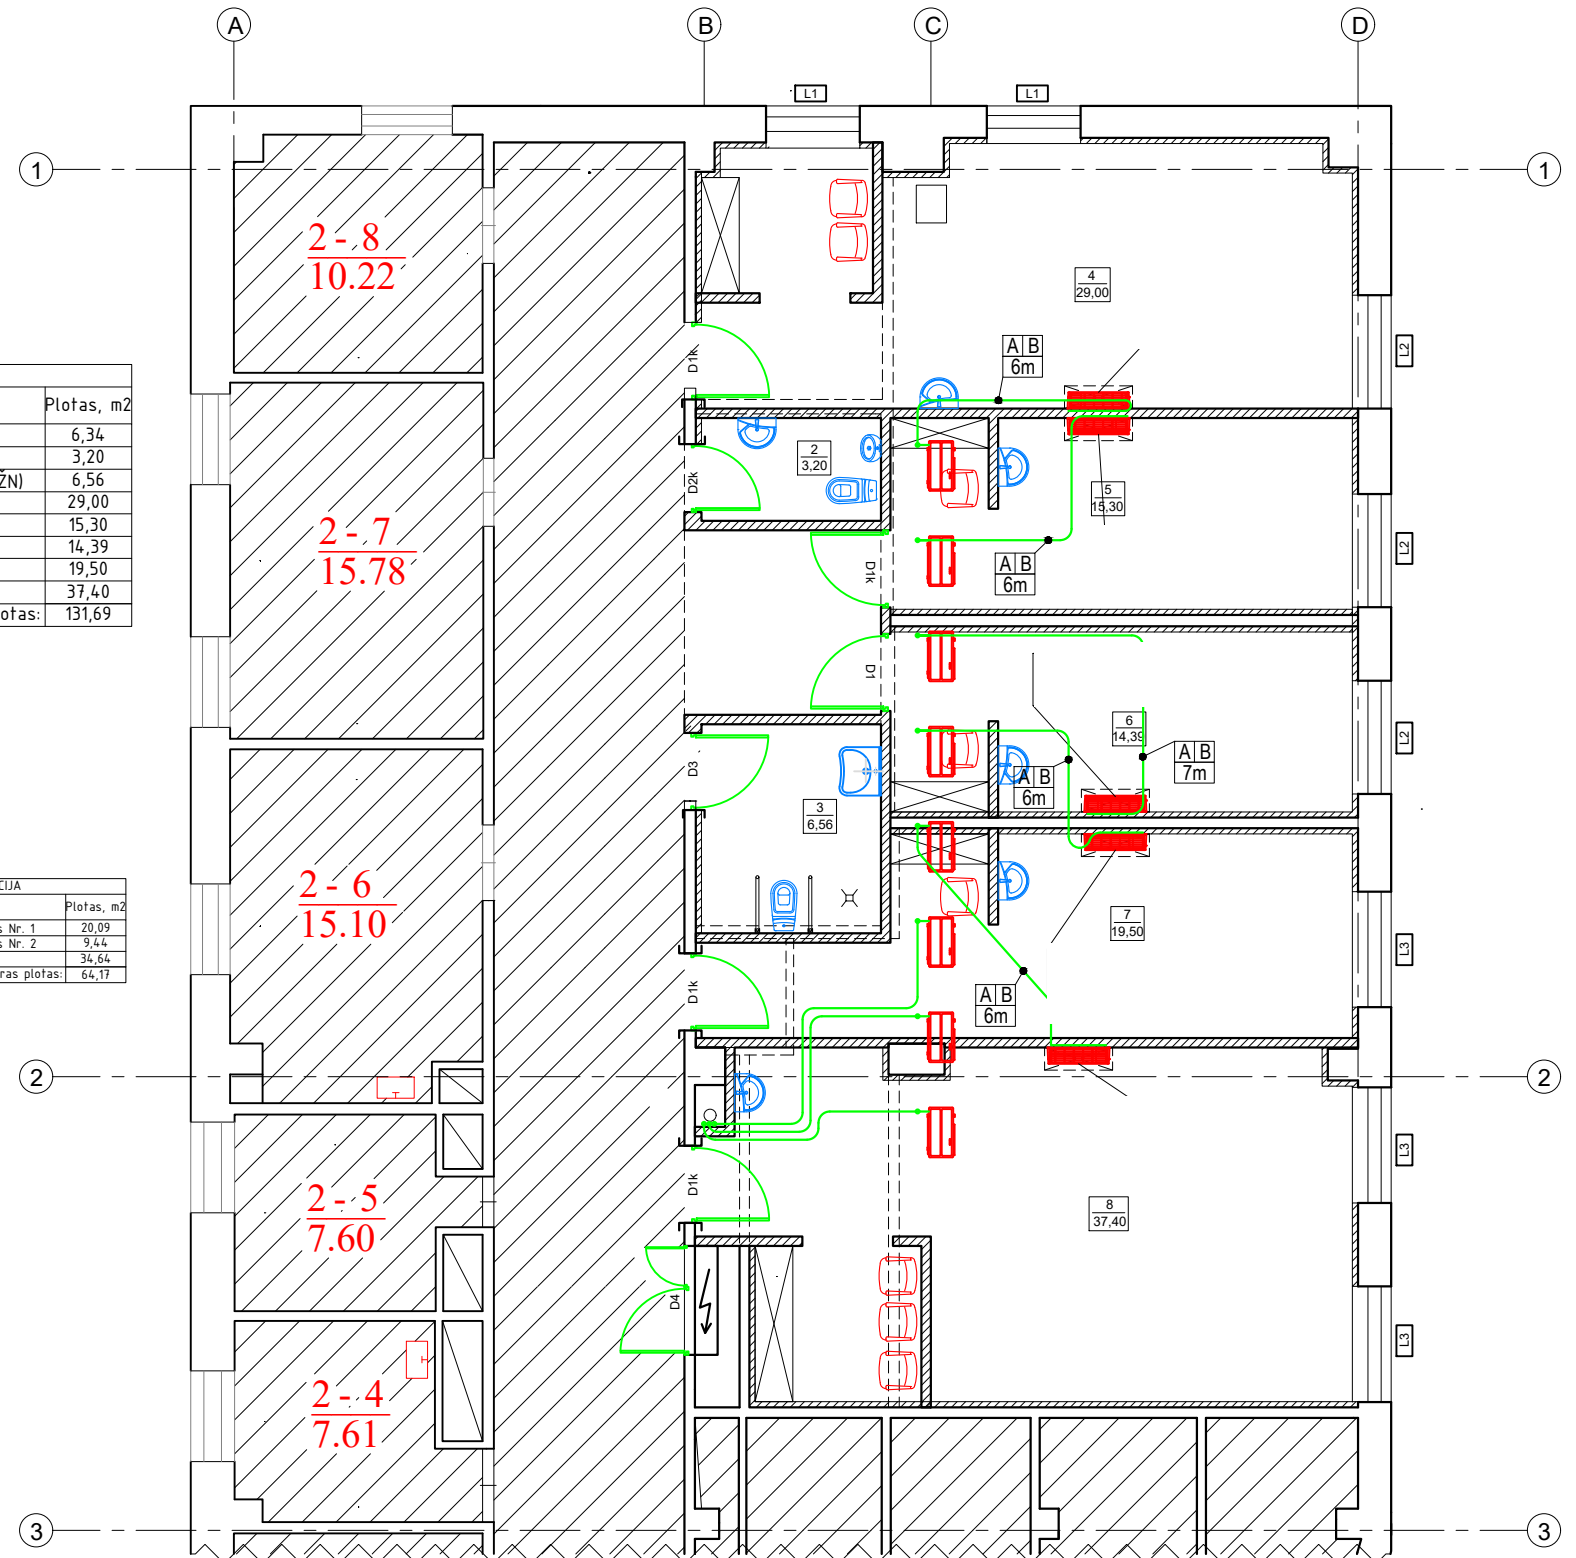 A B C D
L1 L1
1 1
2 - 8
10.22
4
29,00
A B
6m
D1k
L2
Plotas, m2
6,34
3,20
ŽN) 6,56
29,00
15,30
14,39
19,50
37,40
otas: 131,69
2
3,20
D2k
5
15,30
2 - 7
15.78
A B
6m
D1k
L2
D1
6
14,39
L2
A B
7m
A B
6m
D3
3
6,56
2 - 6
15.10
CIJA
Plotas, m2
s Nr. 1 20,09
s Nr. 2 9,44
34,64
ras plotas: 64,17
7
19,50
L3
D1k
A B
6m
2 2
L3
D1k
2 - 5
7.60
8
37,40
D4
L3
2 - 4
7.61
3 3